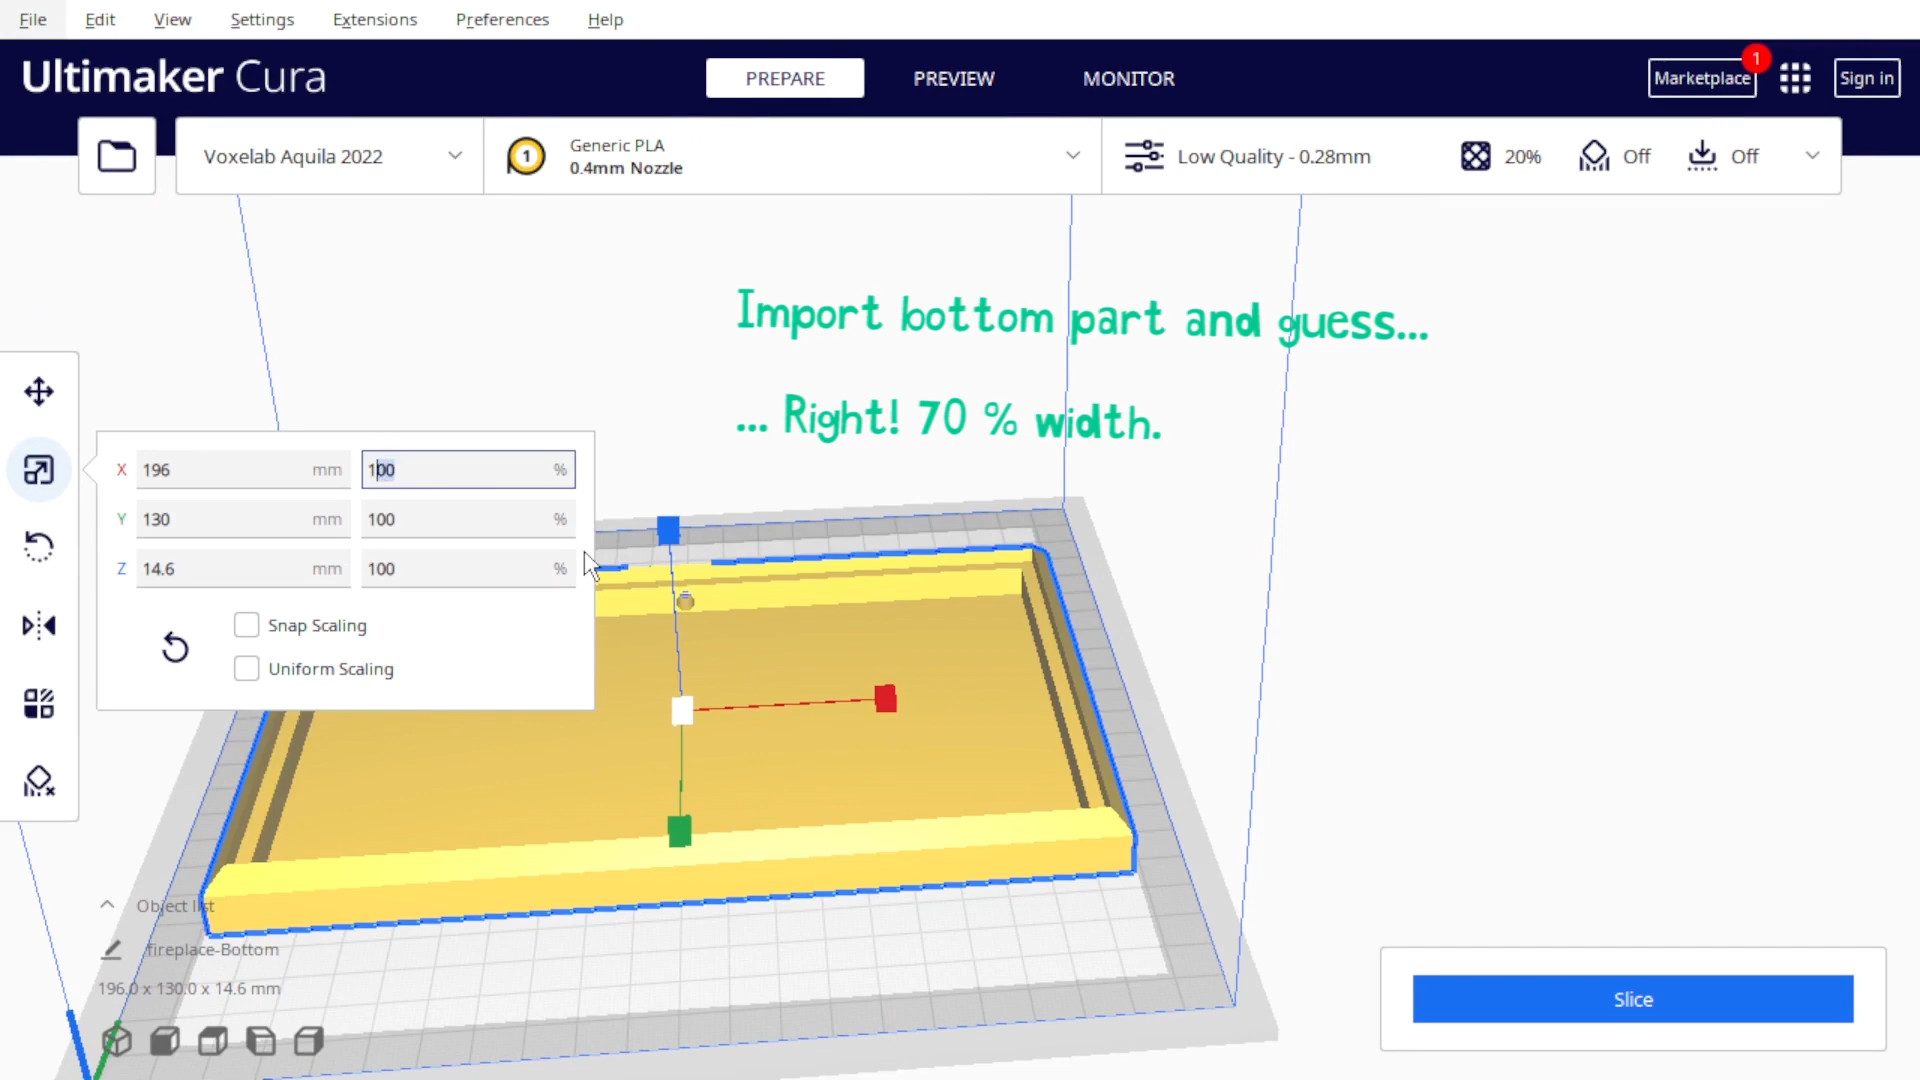 File Edit View Settings Extensions Preferences Help
Ultimaker Cura PREPARE PREVIEW MONITOR Marketplace 1 Sign in
Voxelab Aquila 2022 1 Generic PLA
0.4mm Nozzle Low Quality - 0.28mm 20% Off Off
Import bottom part and guess...
... Right! 70 % width.
X 196 mm 100 %
Y 130 mm 100 %
Z 14.6 mm 100 %
Snap Scaling
Uniform Scaling
Object list
fireplace-Bottom
196.0 x 130.0 x 14.6 mm
Slice